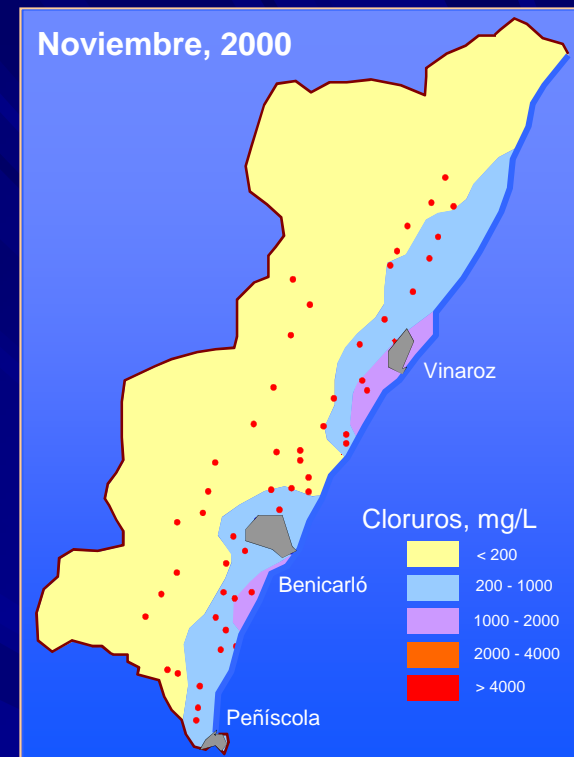 Noviembre, 2000
Vinaroz
Cloruros, mg/L
< 200
200 - 1000
Benicarló
1000 - 2000
2000 - 4000
> 4000
Peñíscola